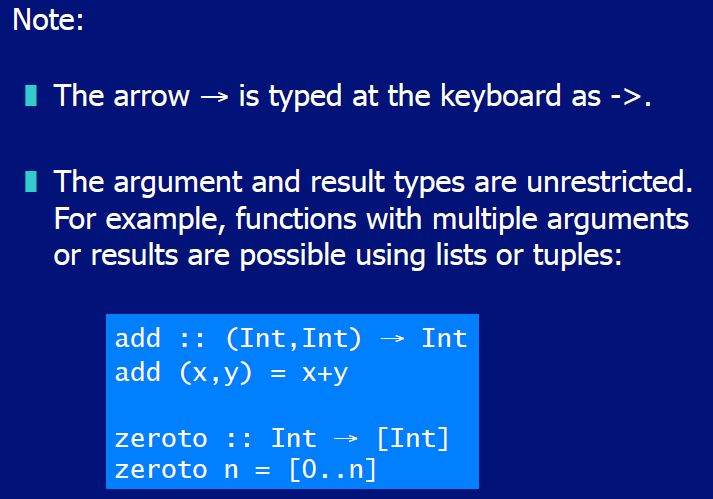 Note:
The arrow → is typed at the keyboard as ->.
The argument and result types are unrestricted.
For example, functions with multiple arguments
or results are possible using lists or tuples:
add :: (Int,Int) → Int
add (x,y) = x+y
zeroto :: Int → [Int]
zeroto n = [0..n]